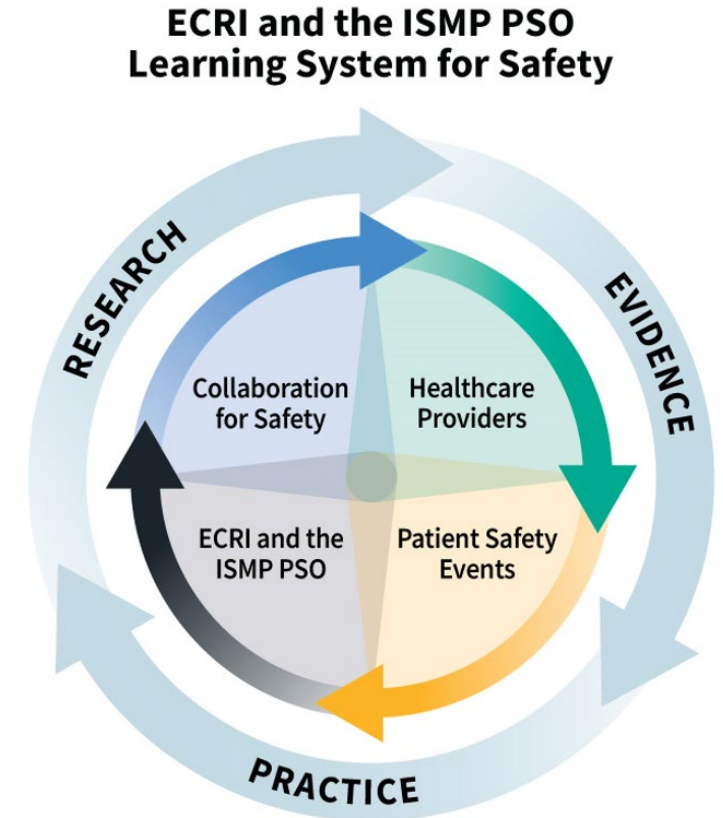 ECRI and the ISMP PSO
Learning System for Safety
RESEARCH
EVIDENCE
Collaboration
for Safety
Healthcare
Providers
ECRI and the
ISMP PSO
Patient Safety
Events
PRACTICE